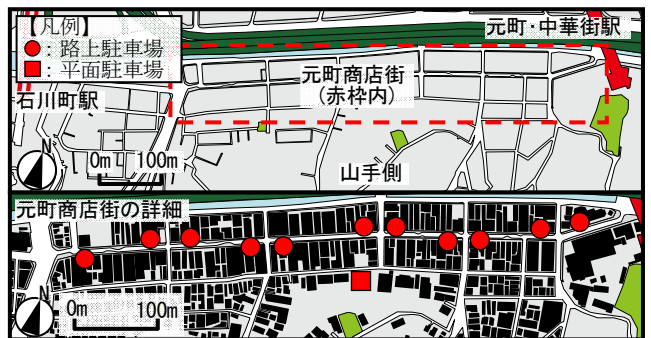 【凡例】
●：路上駐車場
■：平面駐車場
元町・中華街駅
元町商店街
(赤枠内)
石川町駅
N
0m 100m
山手側
元町商店街の詳細
N
0m 100m